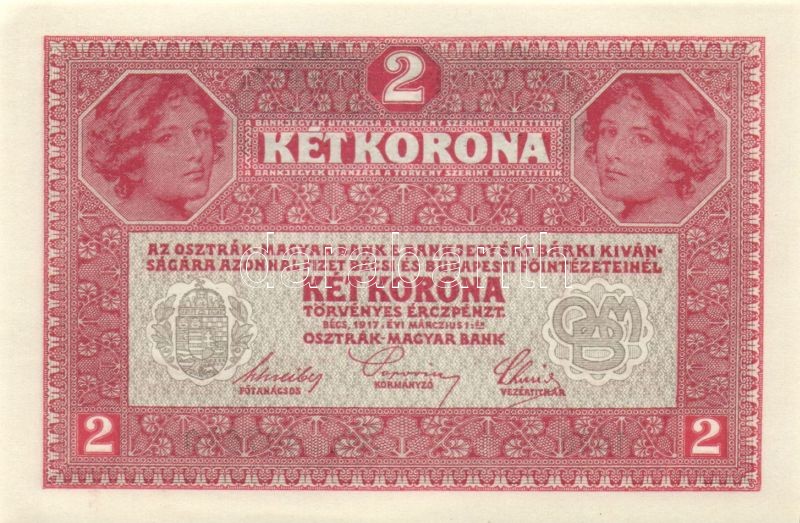 2
A BANKJEGYEK UTÁNZÁSA A TÖRVÉNY SZERINT BÜNTETTETIK
KÉT KORONA
A BANKJEGYEK UTÁNZÁSA A TÖRVÉNY SZERINT BÜNTETTETIK
AZ OSZTRÁK-MAGYAR BANK E BANKJEGYÉRT BÁRKI KIVÁN-
SÁGÁRA AZONNAL FIZET BÉCSI ÉS BUDAPESTI FŐINTÉZETEINÉL
darabanth
KÉT KORONA
TÖRVÉNYES ÉRCZPÉNZT.
BÉCS, 1917. ÉVI MÁRCZIUS 1-ÉN
OSZTRÁK-MAGYAR BANK
FŐTANÁCSOS KORMÁNYZÓ VEZÉRTITKÁR
2 2